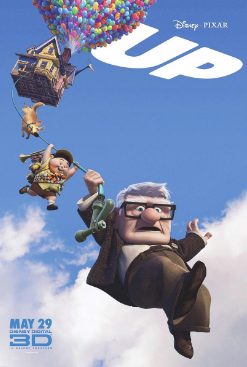 Disney · PIXAR
UP
MAY 29
DISNEY DIGITAL
3D